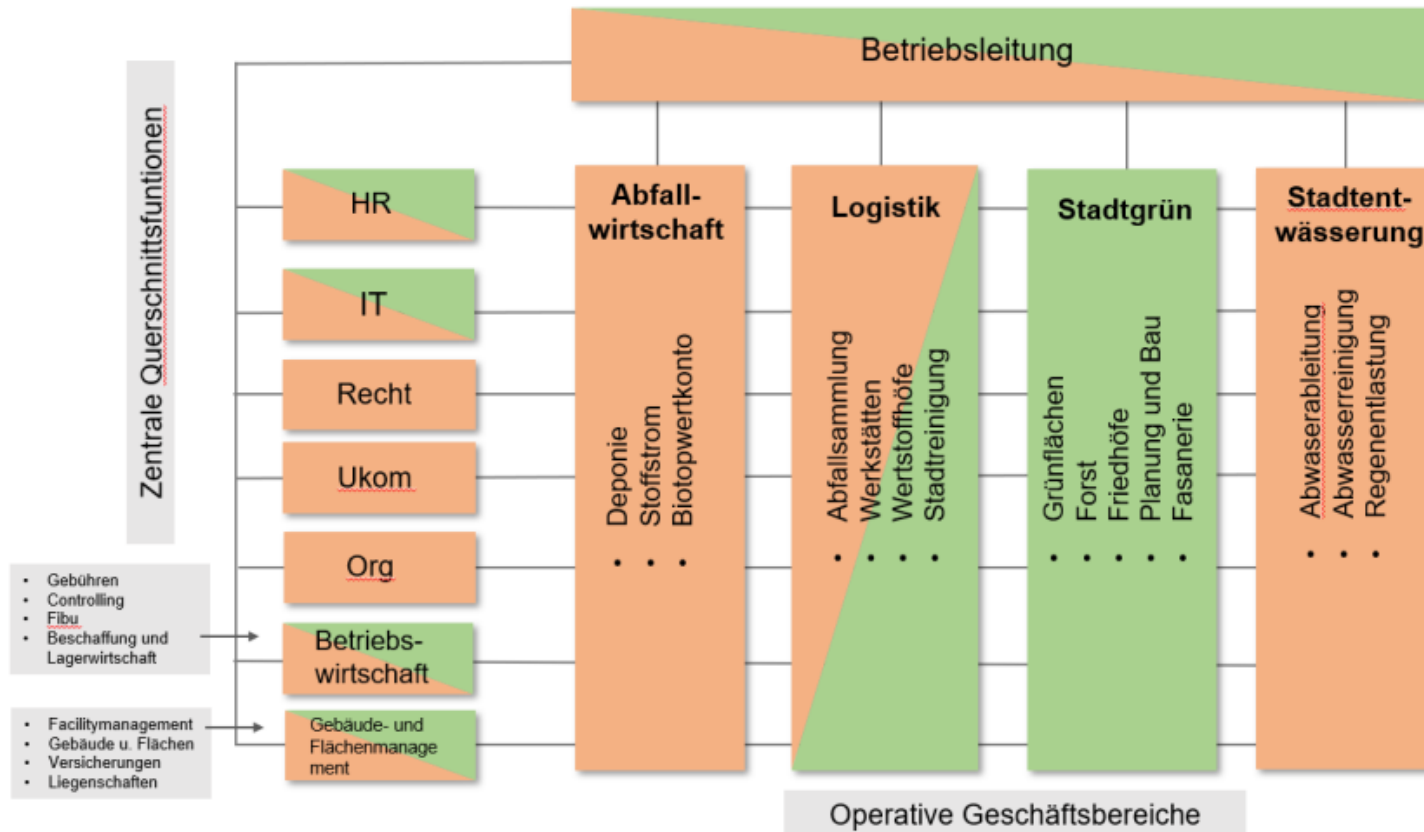 Betriebsleitung
Zentrale Querschnittsfuntionen
HR
IT
Recht
Ukom
Org
Betriebs-
wirtschaft
Gebäude- und
Flächenmanage
ment
• Gebühren
• Controlling
• Fibu
• Beschaffung und
Lagerwirtschaft
• Facilitymanagement
• Gebäude u. Flächen
• Versicherungen
• Liegenschaften
Abfall-
wirtschaft
• Deponie
• Stoffstrom
• Biotopwertkonto
Logistik
• Abfallsammlung
• Werkstätten
• Wertstoffhöfe
• Stadtreinigung
Stadtgrün
• Grünflächen
• Forst
• Friedhöfe
• Planung und Bau
• Fasanerie
Stadtent-
wässerung
• Abwaserableitung
• Abwasserreinigung
• Regenentlastung
Operative Geschäftsbereiche